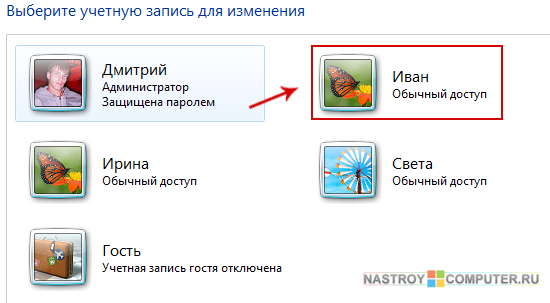 Выберите учетную запись для изменения
Дмитрий
Администратор
Защищена паролем
Иван
Обычный доступ
Ирина
Обычный доступ
Света
Обычный доступ
Гость
Учетная запись гостя отключена
NASTROY COMPUTER.RU